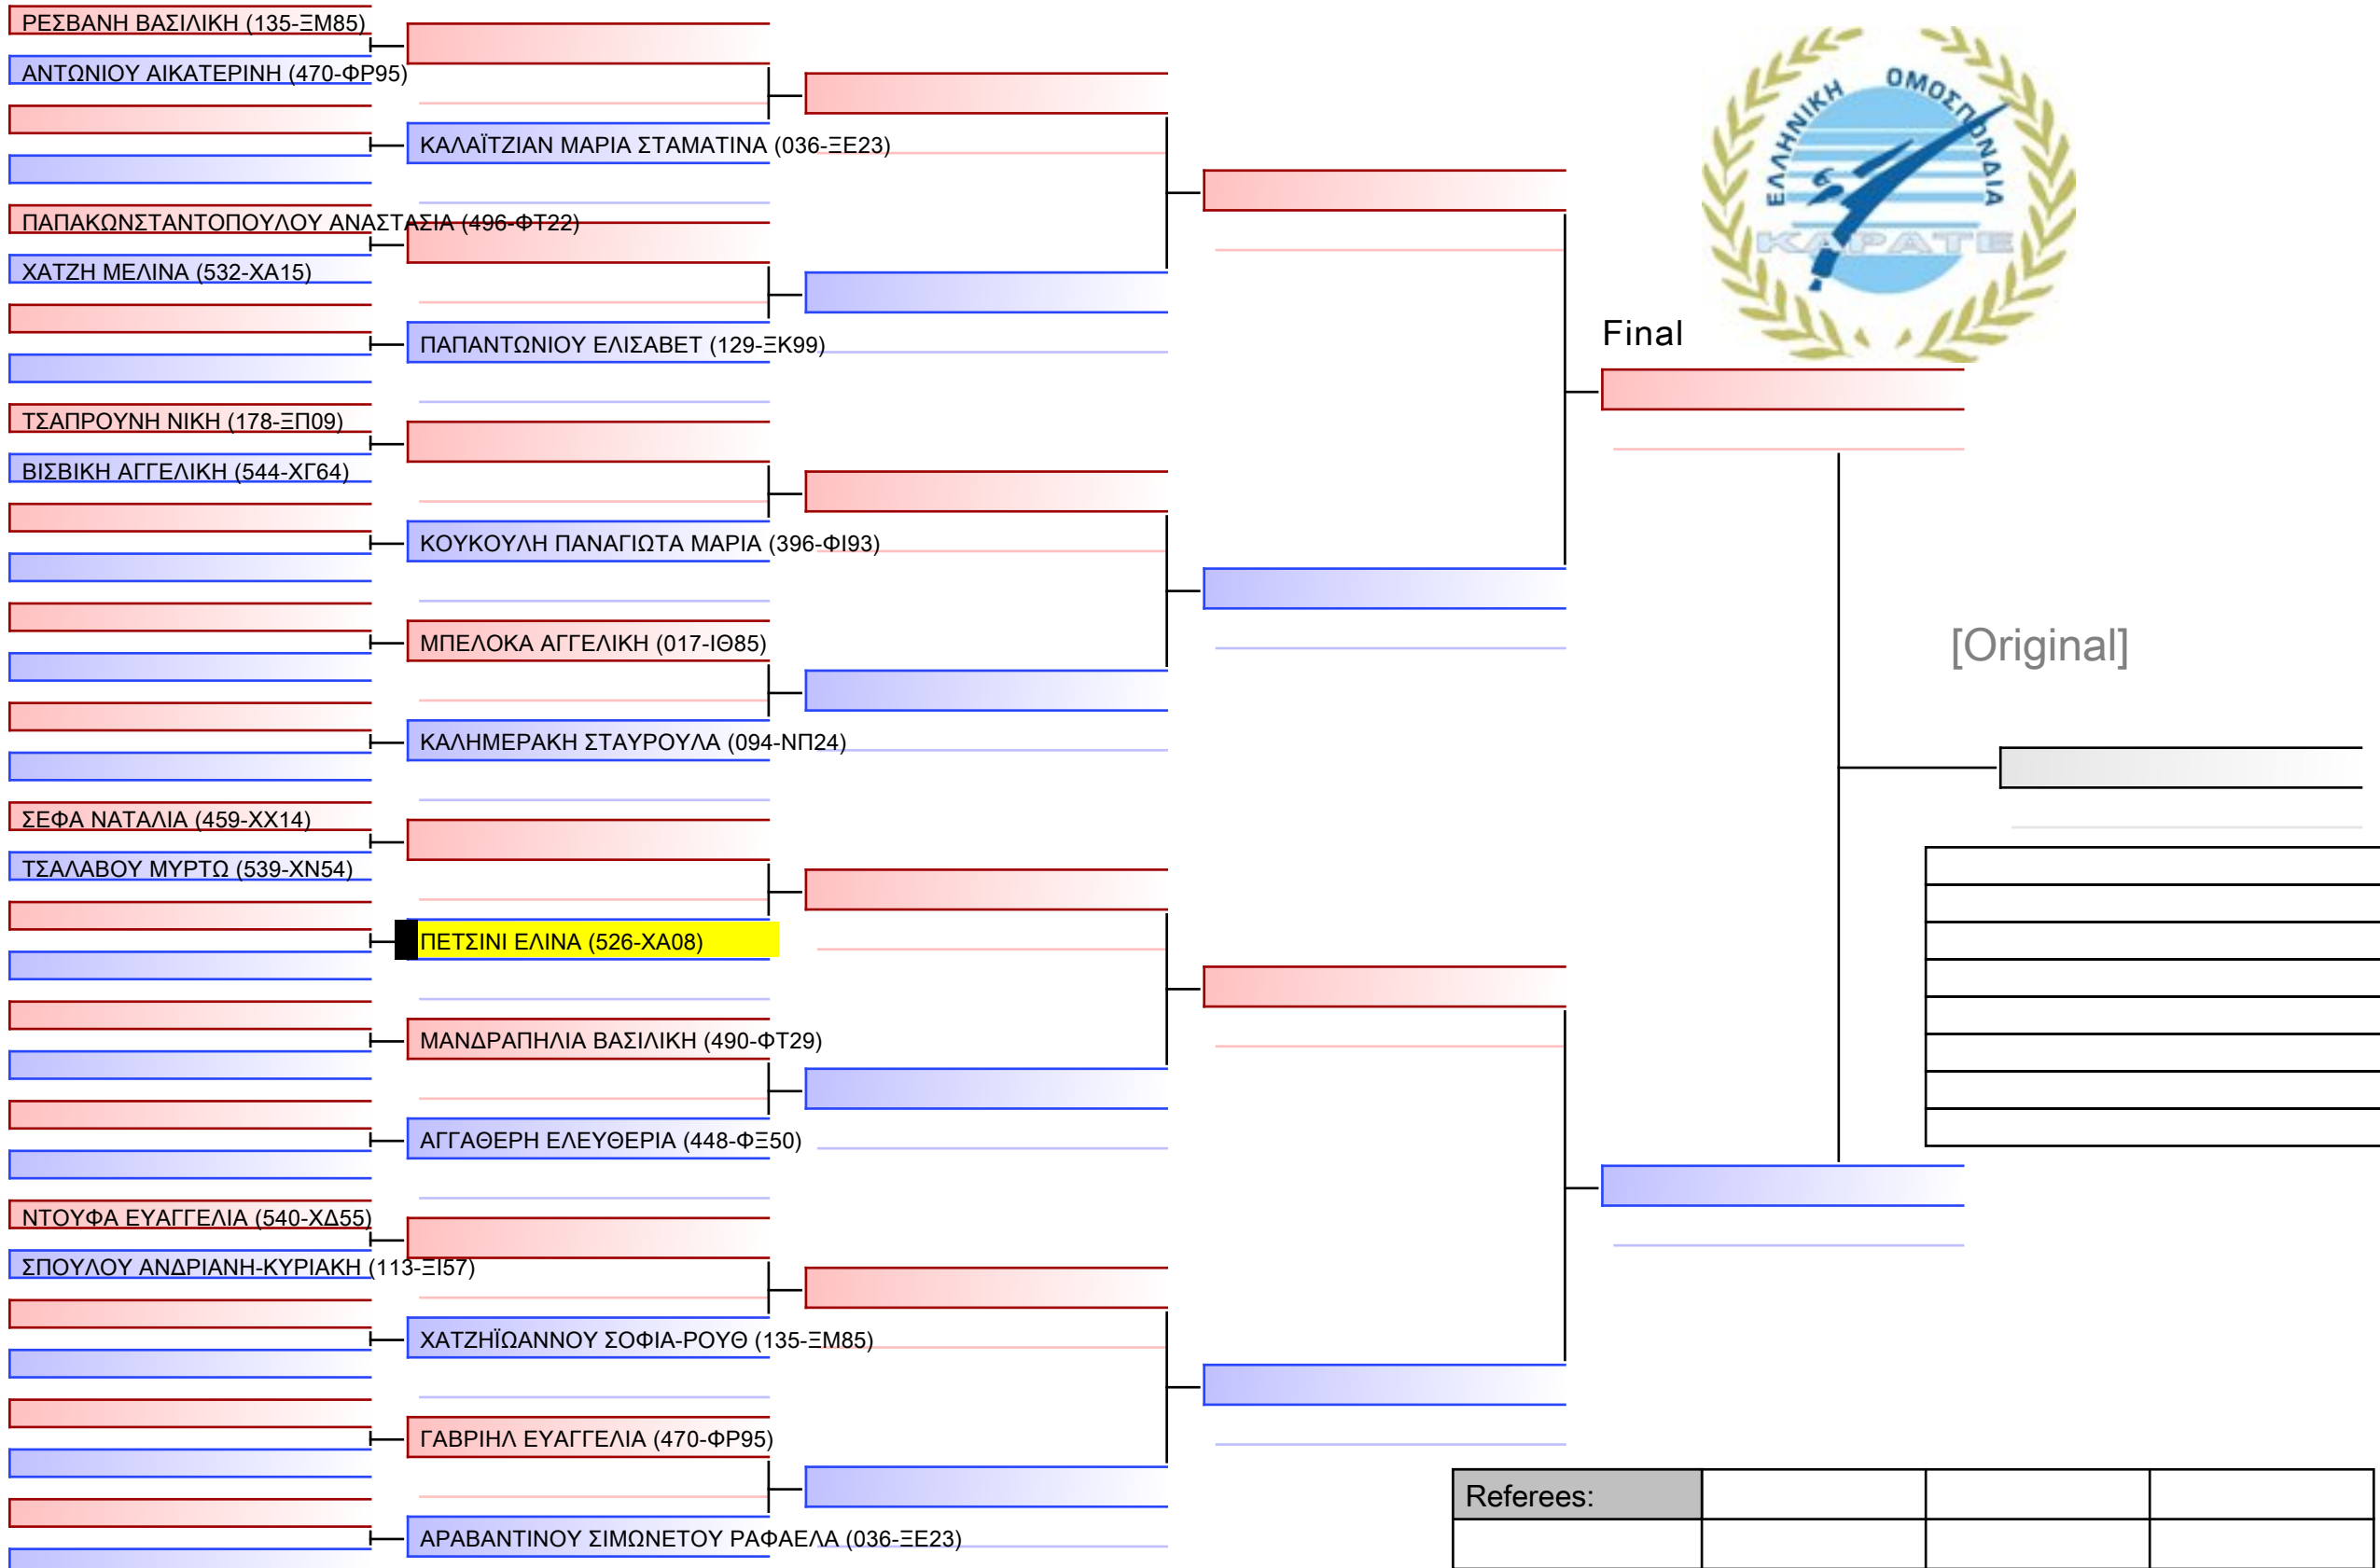 ΡΕΣΒΑΝΗ ΒΑΣΙΛΙΚΗ (135-ΞΜ85)
ΑΝΤΩΝΙΟΥ ΑΙΚΑΤΕΡΙΝΗ (470-ΦΡ95)
ΚΑΛΑΪΤΖΙΑΝ ΜΑΡΙΑ ΣΤΑΜΑΤΙΝΑ (036-ΞΕ23)
ΠΑΠΑΚΩΝΣΤΑΝΤΟΠΟΥΛΟΥ ΑΝΑΣΤΑΣΙΑ (496-ΦΤ22)
ΧΑΤΖΗ ΜΕΛΙΝΑ (532-ΧΑ15)
ΠΑΠΑΝΤΩΝΙΟΥ ΕΛΙΣΑΒΕΤ (129-ΞΚ99)
ΤΣΑΠΡΟΥΝΗ ΝΙΚΗ (178-ΞΠ09)
ΒΙΣΒΙΚΗ ΑΓΓΕΛΙΚΗ (544-ΧΓ64)
ΚΟΥΚΟΥΛΗ ΠΑΝΑΓΙΩΤΑ ΜΑΡΙΑ (396-ΦΙ93)
ΜΠΕΛΟΚΑ ΑΓΓΕΛΙΚΗ (017-ΙΘ85)
ΚΑΛΗΜΕΡΑΚΗ ΣΤΑΥΡΟΥΛΑ (094-ΝΠ24)
ΣΕΦΑ ΝΑΤΑΛΙΑ (459-ΧΧ14)
ΤΣΑΛΑΒΟΥ ΜΥΡΤΩ (539-ΧΝ54)
ΠΕΤΣΙΝΙ ΕΛΙΝΑ (526-ΧΑ08)
ΜΑΝΔΡΑΠΗΛΙΑ ΒΑΣΙΛΙΚΗ (490-ΦΤ29)
ΑΓΓΑΘΕΡΗ ΕΛΕΥΘΕΡΙΑ (448-ΦΞ50)
ΝΤΟΥΦΑ ΕΥΑΓΓΕΛΙΑ (540-ΧΔ55)
ΣΠΟΥΛΟΥ ΑΝΔΡΙΑΝΗ-ΚΥΡΙΑΚΗ (113-ΞΙ57)
ΧΑΤΖΗΪΩΑΝΝΟΥ ΣΟΦΙΑ-ΡΟΥΘ (135-ΞΜ85)
ΓΑΒΡΙΗΛ ΕΥΑΓΓΕΛΙΑ (470-ΦΡ95)
ΑΡΑΒΑΝΤΙΝΟΥ ΣΙΜΩΝΕΤΟΥ ΡΑΦΑΕΛΑ (036-ΞΕ23)
ΕΛΛΗΝΙΚΗ ΟΜΟΣΠΟΝΔΙΑ
ΚΑΡΑΤΕ
Final
[Original]
Referees: